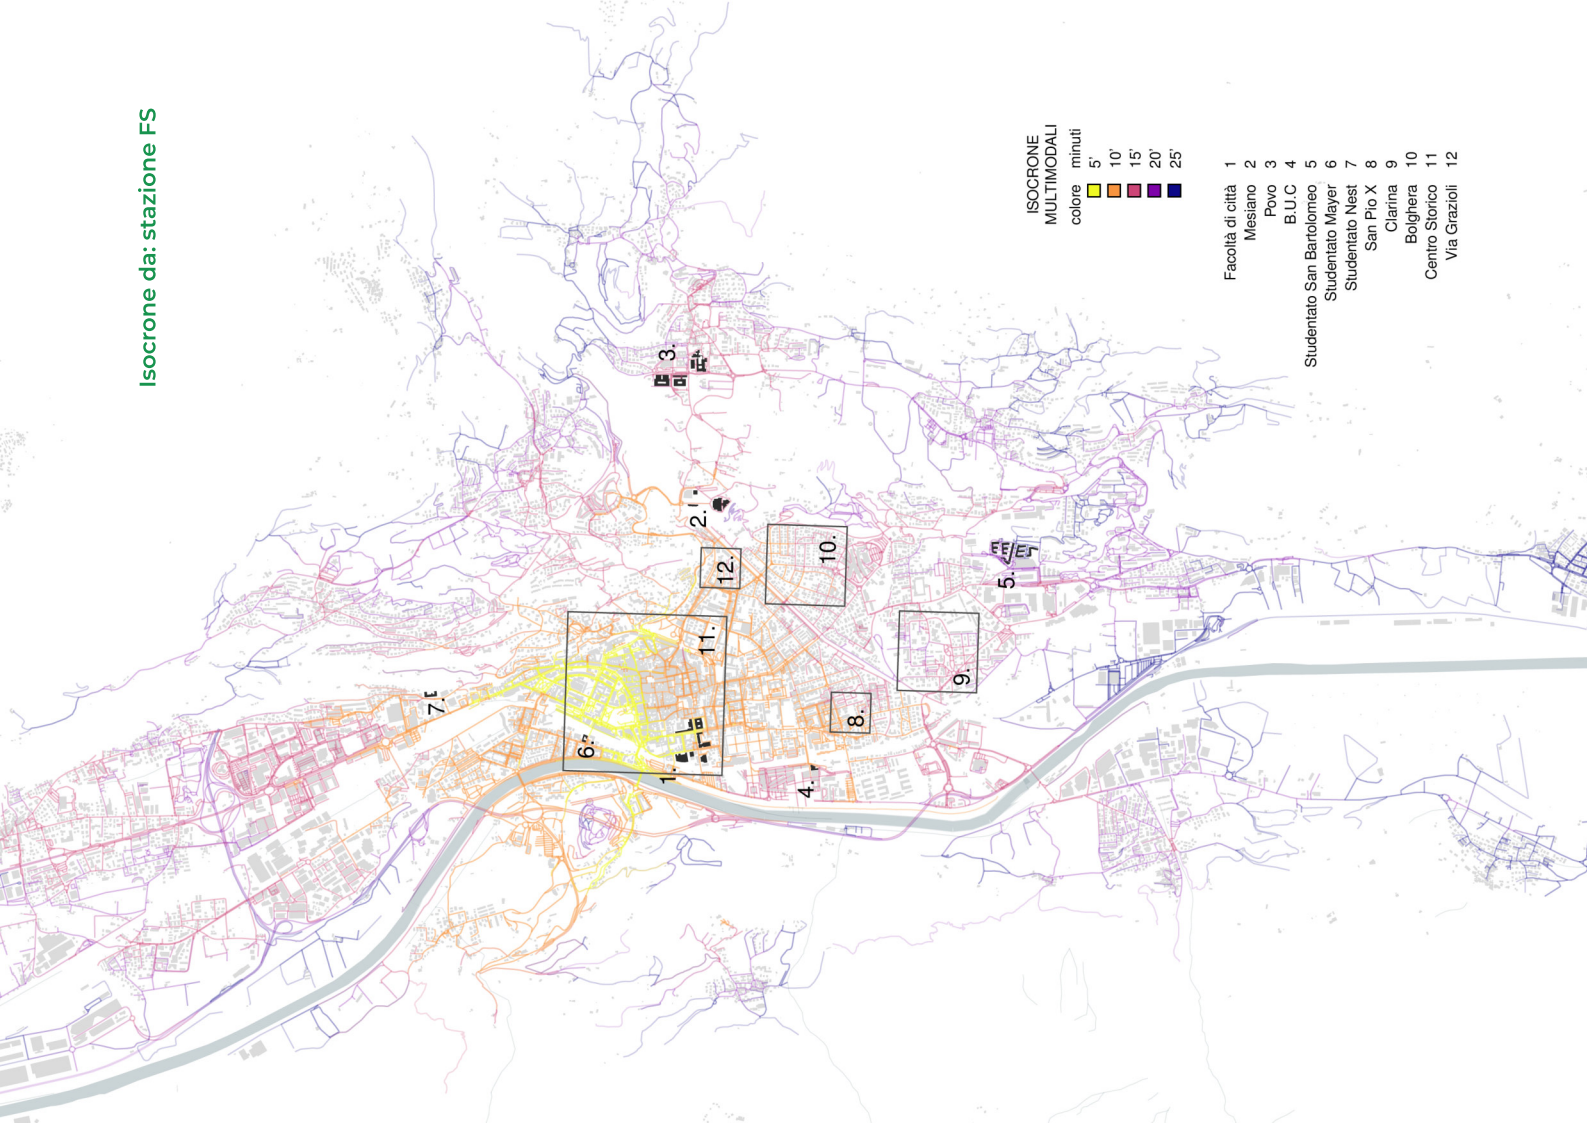 Isocrone da: stazione FS
ISOCRONE
MULTIMODALI
colore minuti
5'
10'
15'
20'
25'
Facoltà di città 1
Mesiano 2
Povo 3
B.U.C 4
Studentato San Bartolomeo 5
Studentato Mayer 6
Studentato Nest 7
San Pio X 8
Clarina 9
Bolghera 10
Centro Storico 11
Via Grazioli 12
7.
6.
1.
11.
12.
2.
3.
4.
8.
10.
9.
5.